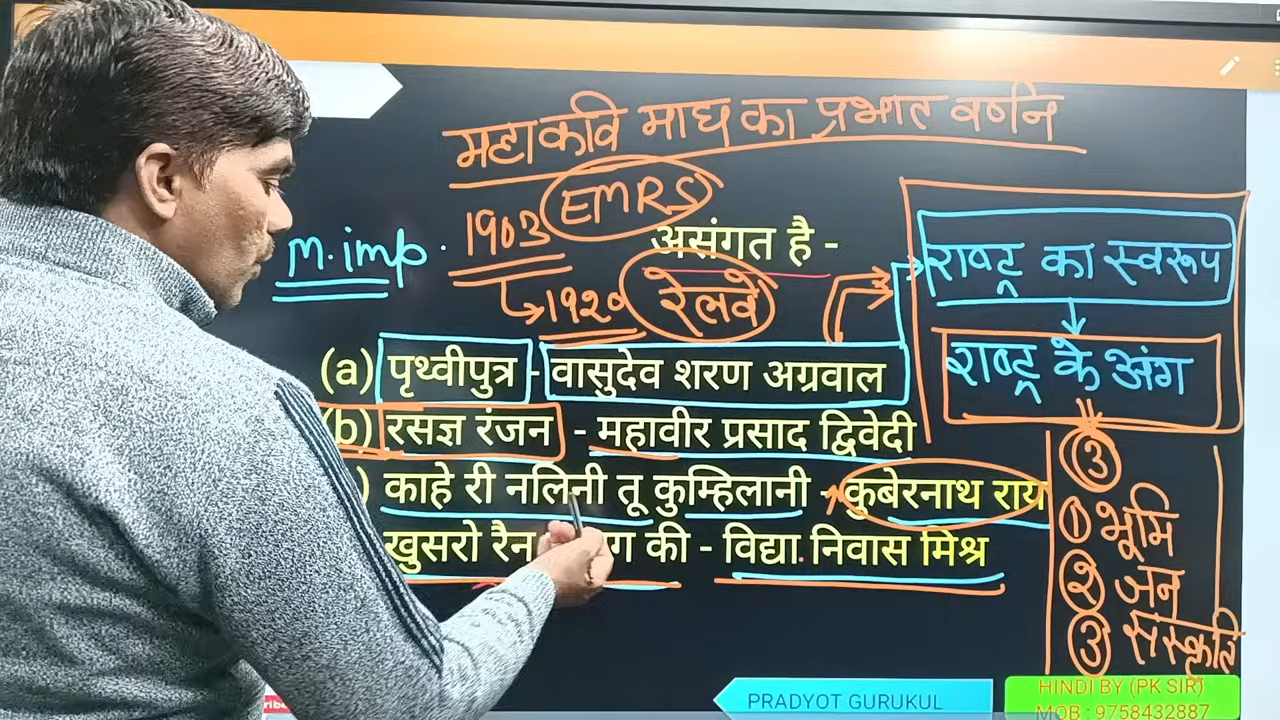 महाकवि माघ का प्रभात वर्णन
1903 EMRS
m. imp.
असंगत है -
→ १९२० रेलवे
राष्ट्र का स्वरूप
राष्ट्र के अंग
(a) पृथ्वीपुत्र - वासुदेव शरण अग्रवाल
(b) रसज्ञ रंजन - महावीर प्रसाद द्विवेदी
) काहे री नलिनी तू कुम्हिलानी - कुबेरनाथ राय
खुसरो रैन की - विद्या निवास मिश्र
③
① भूमि
② जन
③ संस्कृति
PRADYOT GURUKUL
HINDI BY (PK SIR)
MOB : 9758432887